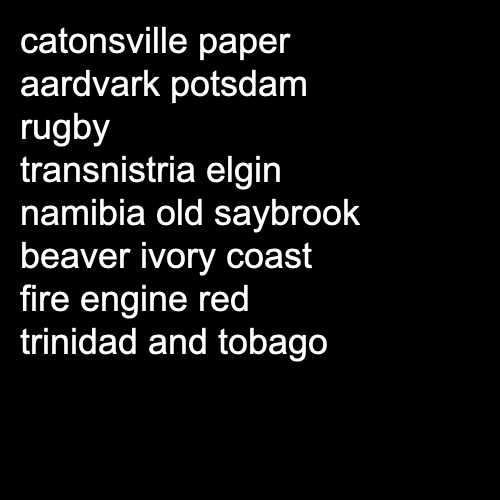 catonsville paper
aardvark potsdam
rugby
transnistria elgin
namibia old saybrook
beaver ivory coast
fire engine red
trinidad and tobago